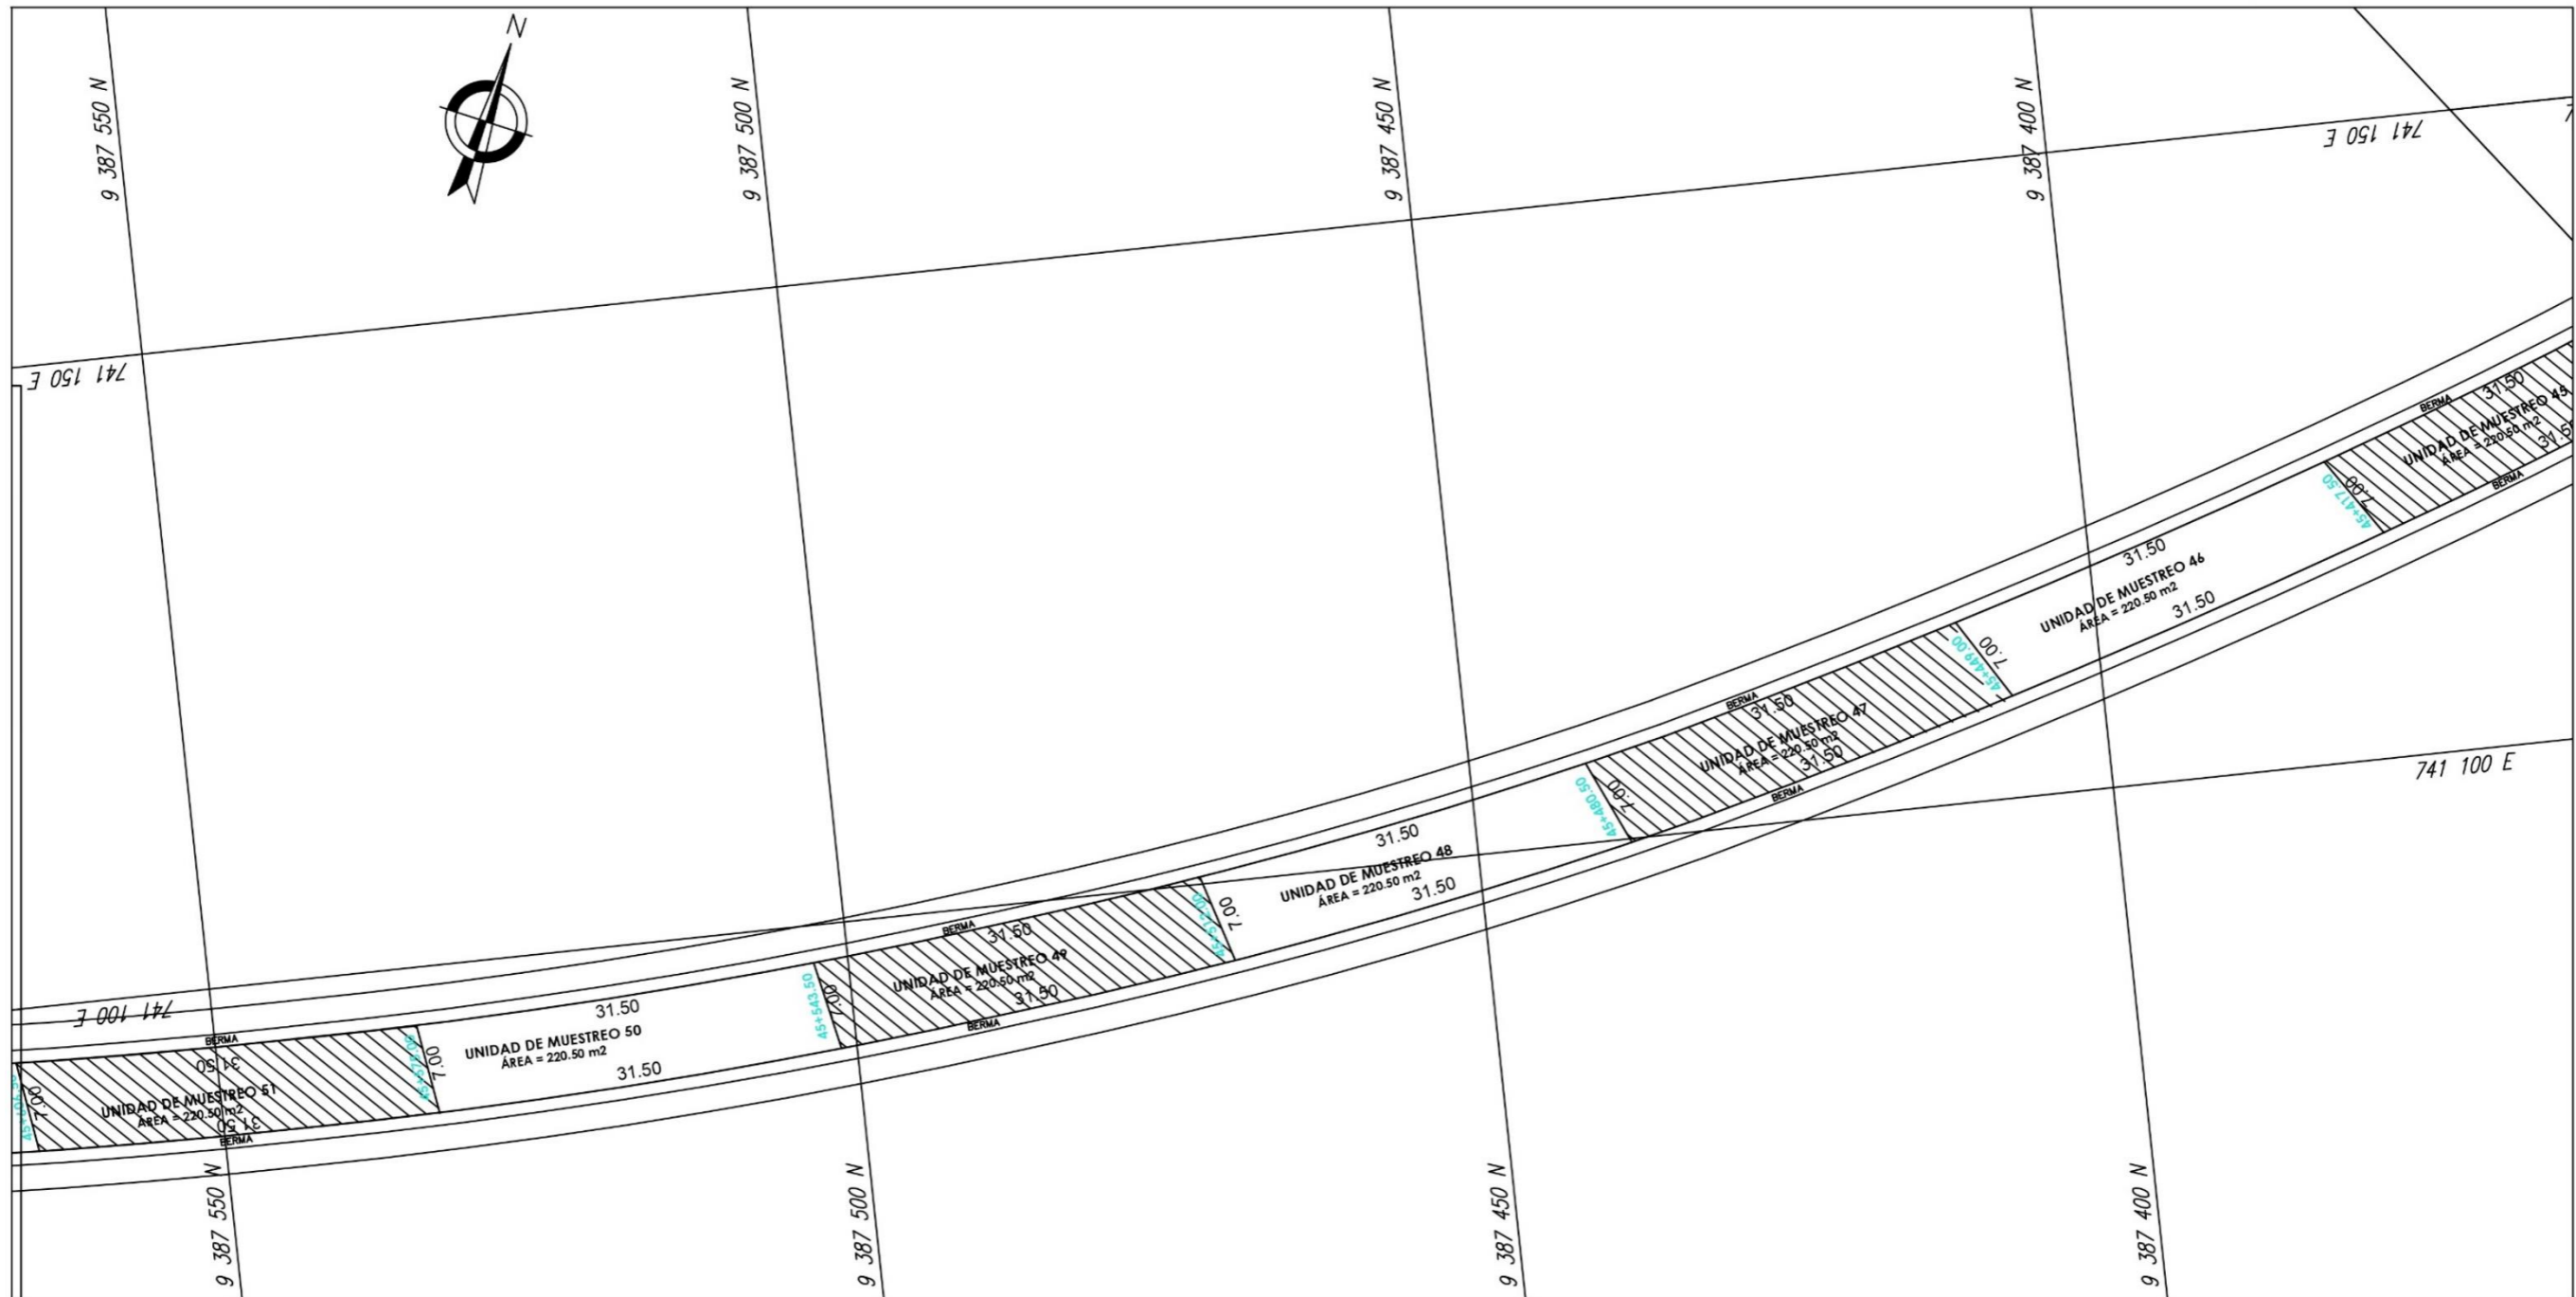 N
9 387 550 N
9 387 500 N
9 387 450 N
9 387 400 N
741 150 E
741 150 E
BERMA
31.50
UNIDAD DE MUESTREO 45
ÁREA = 220.50 m2
BERMA
7.00
45+417.50
31.50
UNIDAD DE MUESTREO 46
ÁREA = 220.50 m2
31.50
7.00
45+449.00
BERMA
31.50
UNIDAD DE MUESTREO 47
ÁREA = 220.50 m2
31.50
BERMA
7.00
45+480.50
741 100 E
31.50
UNIDAD DE MUESTREO 48
ÁREA = 220.50 m2
31.50
7.00
45+512.00
BERMA
31.50
UNIDAD DE MUESTREO 49
ÁREA = 220.50 m2
31.50
BERMA
7.00
45+543.50
31.50
UNIDAD DE MUESTREO 50
ÁREA = 220.50 m2
31.50
7.00
741 100 E
BERMA
31.50
UNIDAD DE MUESTREO 51
ÁREA = 220.50 m2
31.50
BERMA
7.00
9 387 550 N
9 387 500 N
9 387 450 N
9 387 400 N